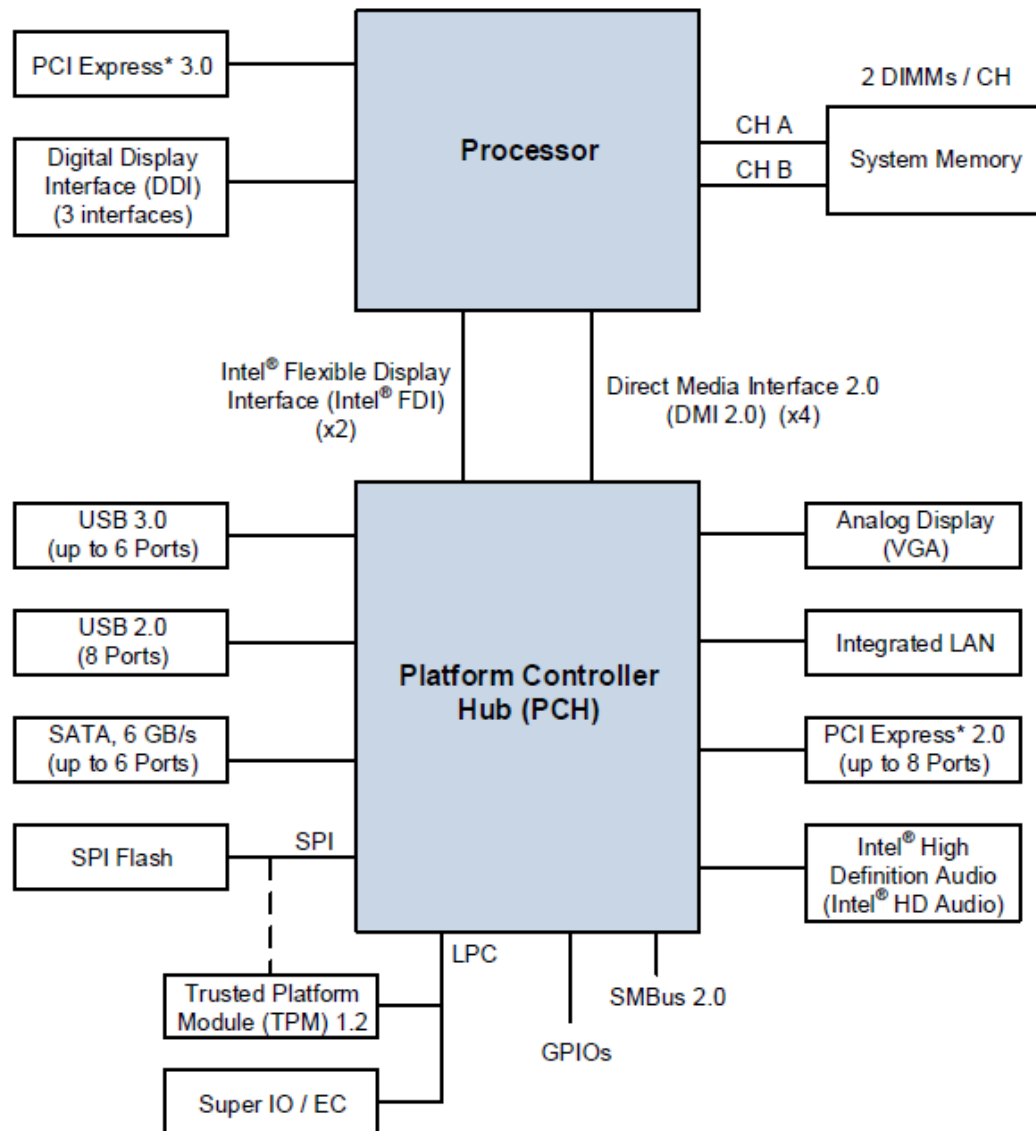 PCI Express* 3.0
Digital Display
Interface (DDI)
(3 interfaces)
Processor
CH A
CH B
2 DIMMs / CH
System Memory
Intel® Flexible Display
Interface (Intel® FDI)
(x2)
Direct Media Interface 2.0
(DMI 2.0) (x4)
USB 3.0
(up to 6 Ports)
USB 2.0
(8 Ports)
SATA, 6 GB/s
(up to 6 Ports)
SPI Flash
SPI
Platform Controller
Hub (PCH)
Analog Display
(VGA)
Integrated LAN
PCI Express* 2.0
(up to 8 Ports)
Intel® High
Definition Audio
(Intel® HD Audio)
LPC
Trusted Platform
Module (TPM) 1.2
Super IO / EC
GPIOs
SMBus 2.0